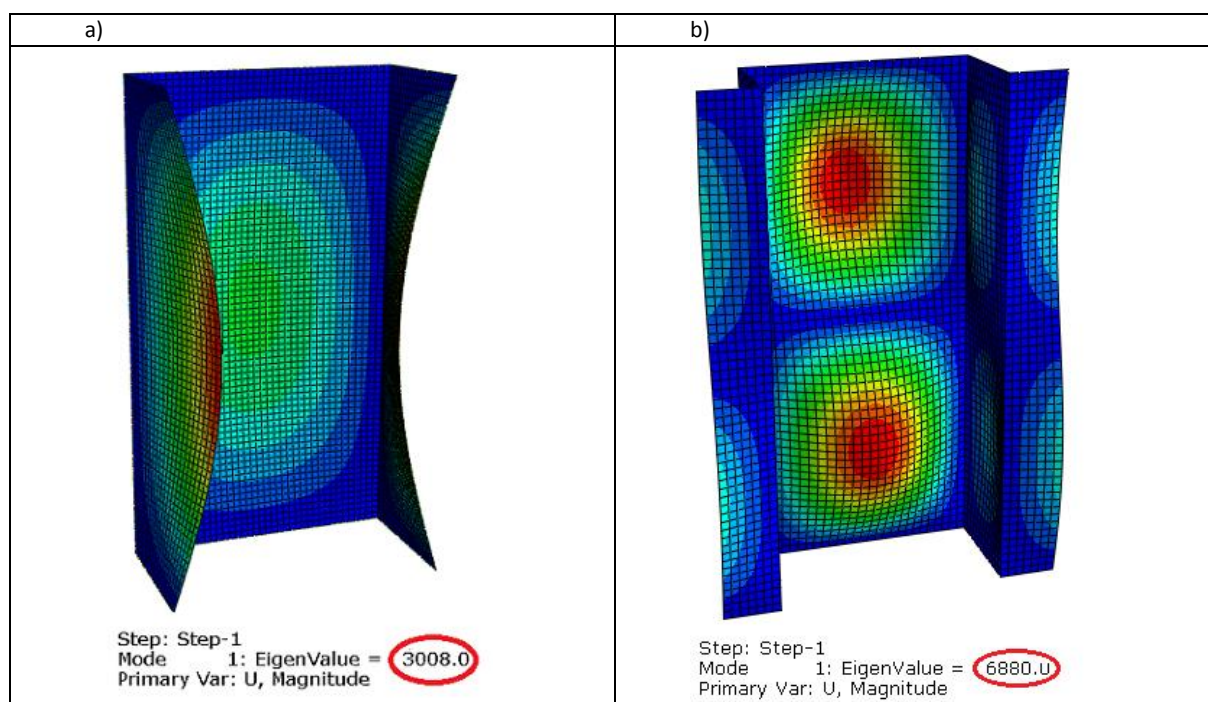 a)
b)
Step: Step-1
Mode 1: EigenValue = 3008.0
Primary Var: U, Magnitude
Step: Step-1
Mode 1: EigenValue = 6880.0
Primary Var: U, Magnitude